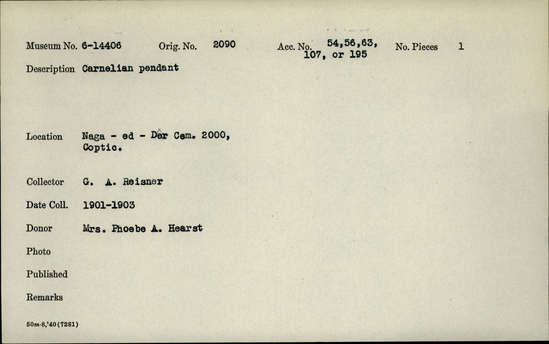 Museum No. 6-14406 Orig. No. 2090 Acc. No. 54,56,63, No. Pieces 1
107, or 195
Description Carnelian pendant
Location Naga - ed - Der Cem. 2000,
Coptic.
Collector G. A. Reisner
Date Coll. 1901-1903
Donor Mrs. Phoebe A. Hearst
Photo
Published
Remarks
50m-8,'40(7281)